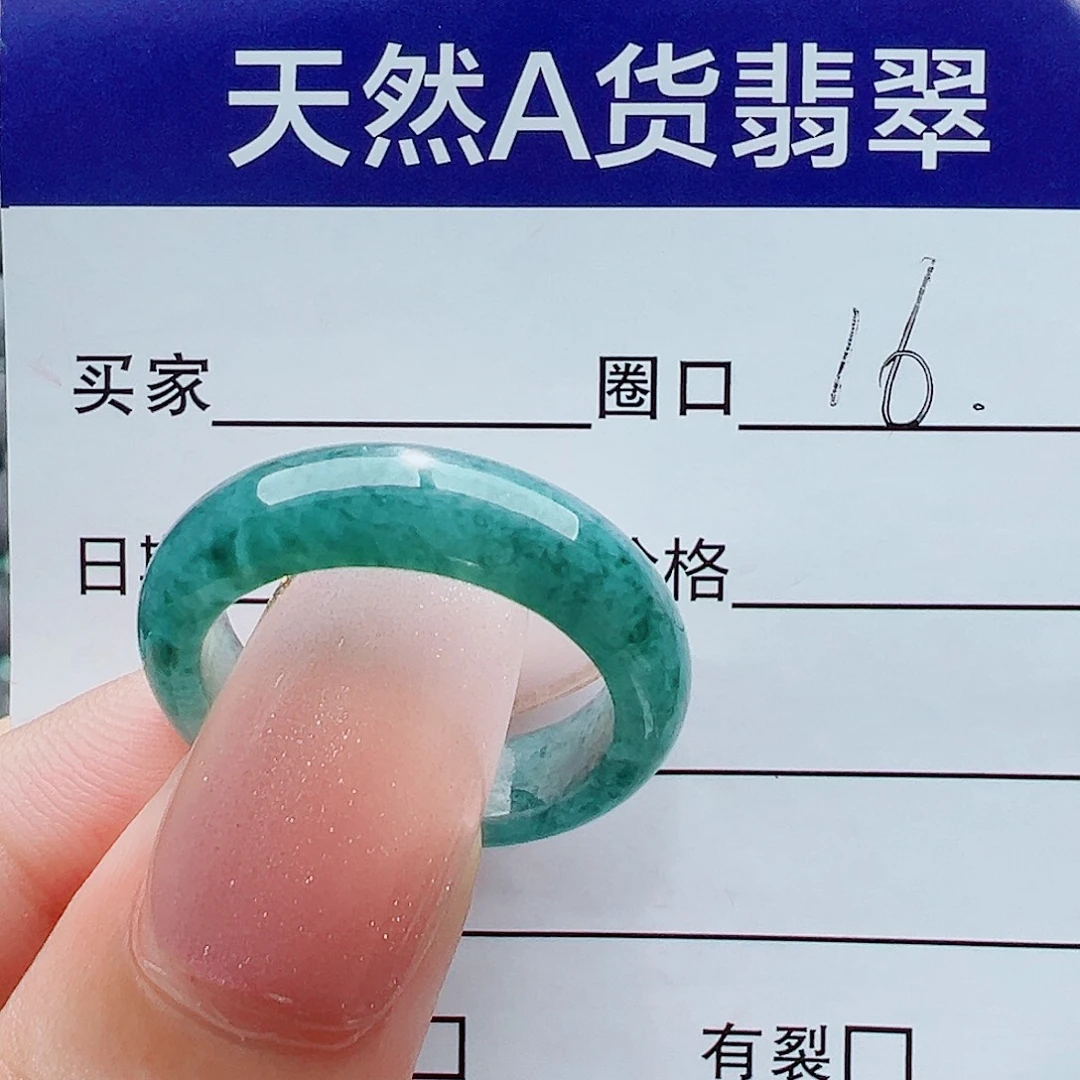 天然A货翡翠
买家 圈口 16.
日 格
有裂